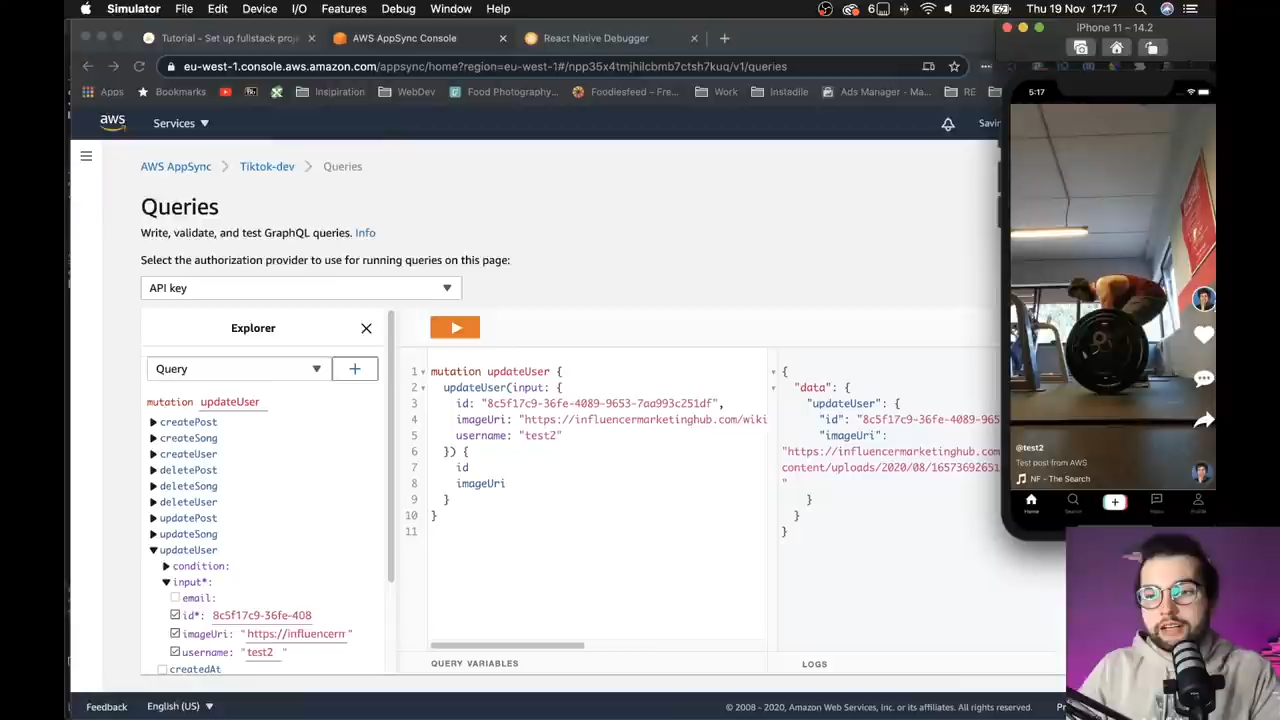 Simulator File Edit Device I/O Features Debug Window Help 6 82% Thu 19 Nov 17:17
Tutorial - Set up fullstack pro AWS AppSync Console React Native Debugger
iPhone 11 – 14.2
eu-west-1.console.aws.amazon.com/appsync/home?region=eu-west-1#/npp35x4tmjhilcbmb7ctsh7kuq/v1/queries
Apps Bookmarks Insipiration WebDev Food Photography... Foodiesfeed – Fre... Work Instadile Ads Manager - Ma... RE
5:17
aws Services Savin
AWS AppSync Tiktok-dev Queries
Queries
Write, validate, and test GraphQL queries. Info
Select the authorization provider to use for running queries on this page:
API key
Explorer
Query
mutation updateUser
createPost
createSong
createUser
deletePost
deleteSong
deleteUser
updatePost
updateSong
updateUser
condition:
input*:
email:
id*: 8c5f17c9-36fe-408
imageUri: "https://influencerm"
username: "test2 "
createdAt
1 mutation updateUser {
2 updateUser(input: {
3 id: "8c5f17c9-36fe-4089-9653-7aa993c251df",
4 imageUri: "https://influencermarketinghub.com/wiki
5 username: "test2"
6 }) {
7 id
8 imageUri
9 }
10 }
11
{
"data": {
"updateUser": {
"id": "8c5f17c9-36fe-4089-965
"imageUri":
"https://influencermarketinghub.com
content/uploads/2020/08/1657369265
"
}
}
}
@test2
Test post from AWS
NF - The Search
Home Search Profile
QUERY VARIABLES LOGS
Feedback English (US) © 2008 - 2020, Amazon Web Services, Inc. or its affiliates. All rights reserved.